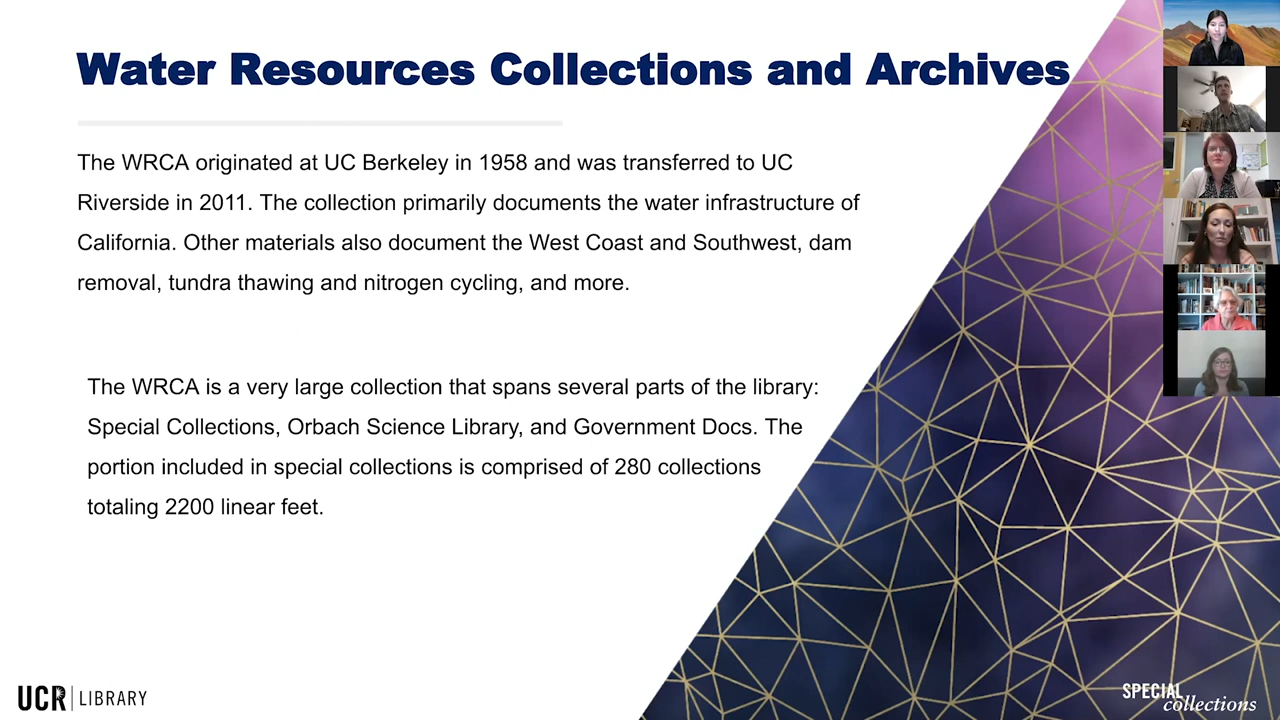 Water Resources Collections and Archives
The WRCA originated at UC Berkeley in 1958 and was transferred to UC
Riverside in 2011. The collection primarily documents the water infrastructure of
California. Other materials also document the West Coast and Southwest, dam
removal, tundra thawing and nitrogen cycling, and more.
The WRCA is a very large collection that spans several parts of the library:
Special Collections, Orbach Science Library, and Government Docs. The
portion included in special collections is comprised of 280 collections
totaling 2200 linear feet.
UCR LIBRARY
SPECIAL
collections